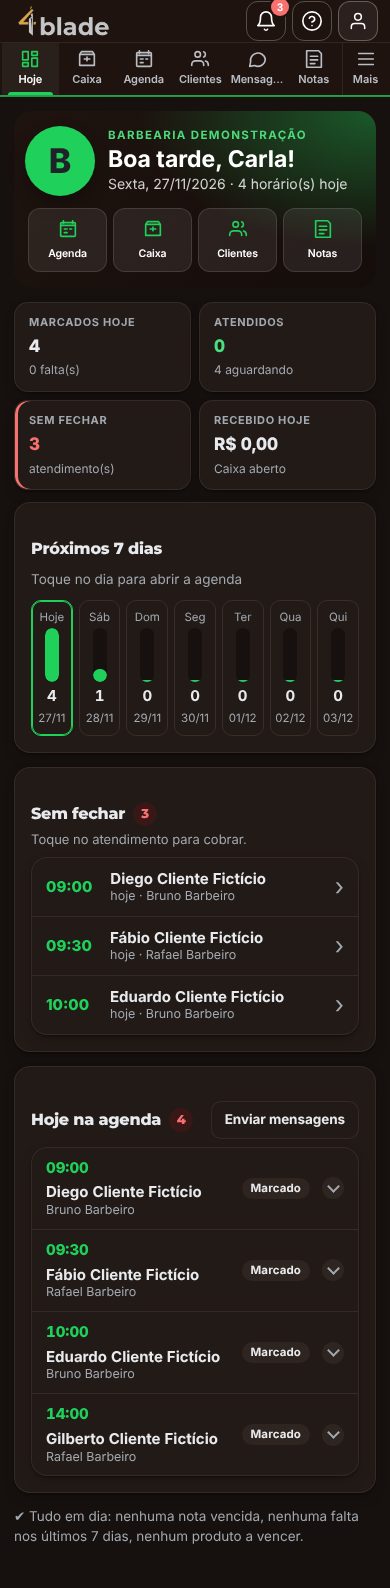 4blade
3
Hoje
Caixa
Agenda
Clientes
Mensag...
Notas
Mais
B
BARBEARIA DEMONSTRAÇÃO
Boa tarde, Carla!
Sexta, 27/11/2026 · 4 horário(s) hoje
Agenda
Caixa
Clientes
Notas
MARCADOS HOJE
4
0 falta(s)
ATENDIDOS
0
4 aguardando
SEM FECHAR
3
atendimento(s)
RECEBIDO HOJE
R$ 0,00
Caixa aberto
Próximos 7 dias
Toque no dia para abrir a agenda
Hoje Sáb Dom Seg Ter Qua Qui
4 1 0 0 0 0 0
27/11 28/11 29/11 30/11 01/12 02/12 03/12
Sem fechar 3
Toque no atendimento para cobrar.
09:00
Diego Cliente Fictício
hoje · Bruno Barbeiro
09:30
Fábio Cliente Fictício
hoje · Rafael Barbeiro
10:00
Eduardo Cliente Fictício
hoje · Bruno Barbeiro
Hoje na agenda 4
Enviar mensagens
09:00
Diego Cliente Fictício
Bruno Barbeiro
Marcado
09:30
Fábio Cliente Fictício
Rafael Barbeiro
Marcado
10:00
Eduardo Cliente Fictício
Bruno Barbeiro
Marcado
14:00
Gilberto Cliente Fictício
Rafael Barbeiro
Marcado
✔ Tudo em dia: nenhuma nota vencida, nenhuma falta
nos últimos 7 dias, nenhum produto a vencer.